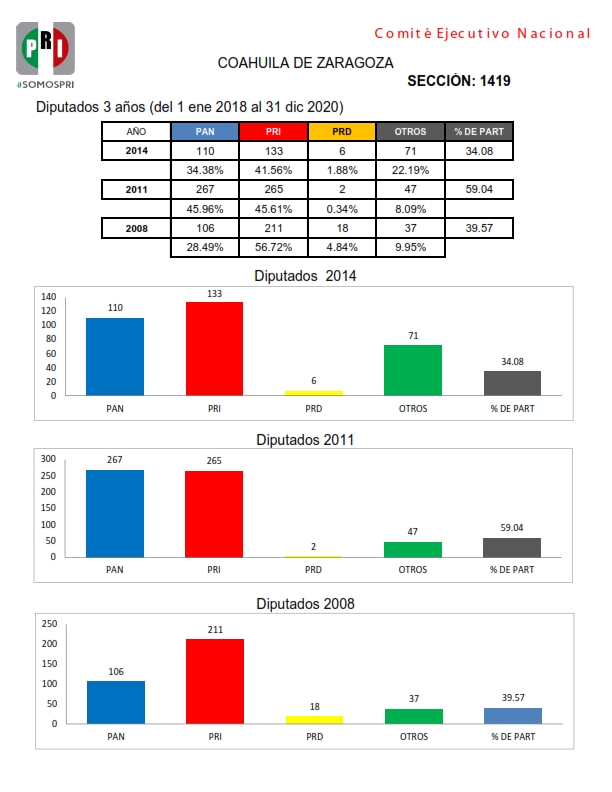 Comité Ejecutivo Nacional
PRI
#SOMOSPRI
COAHUILA DE ZARAGOZA
SECCIÓN: 1419
Diputados 3 años (del 1 ene 2018 al 31 dic 2020)
AÑO PAN PRI PRD OTROS % DE PART
2014 110 133 6 71 34.08
34.38% 41.56% 1.88% 22.19%
2011 267 265 2 47 59.04
45.96% 45.61% 0.34% 8.09%
2008 106 211 18 37 39.57
28.49% 56.72% 4.84% 9.95%
Diputados 2014
140
120
100
80
60
40
20
0
110 133 6 71 34.08
PAN PRI PRD OTROS % DE PART
Diputados 2011
300
250
200
150
100
50
0
267 265 2 47 59.04
PAN PRI PRD OTROS % DE PART
Diputados 2008
250
200
150
100
50
0
106 211 18 37 39.57
PAN PRI PRD OTROS % DE PART